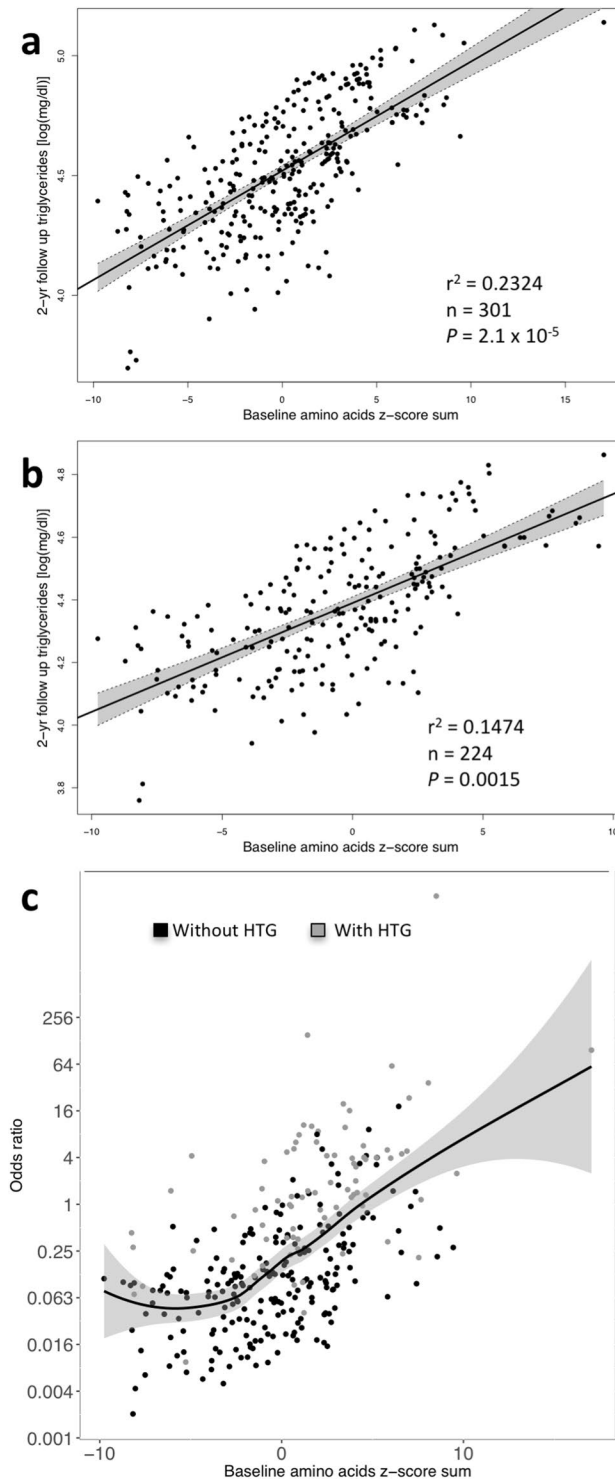 a
2-yr follow up triglycerides [log(mg/dl)]
5.0
4.5
4.0
r² = 0.2324
n = 301
P = 2.1 x 10⁻⁵
−10 −5 0 5 10 15
Baseline amino acids z-score sum
b
2-yr follow up triglycerides [log(mg/dl)]
4.8
4.6
4.4
4.2
4.0
3.8
r² = 0.1474
n = 224
P = 0.0015
−10 −5 0 5 10
Baseline amino acids z-score sum
c
Without HTG With HTG
Odds ratio
256
64
16
4
1
0.25
0.063
0.016
0.004
0.001
−10 0 10
Baseline amino acids z-score sum